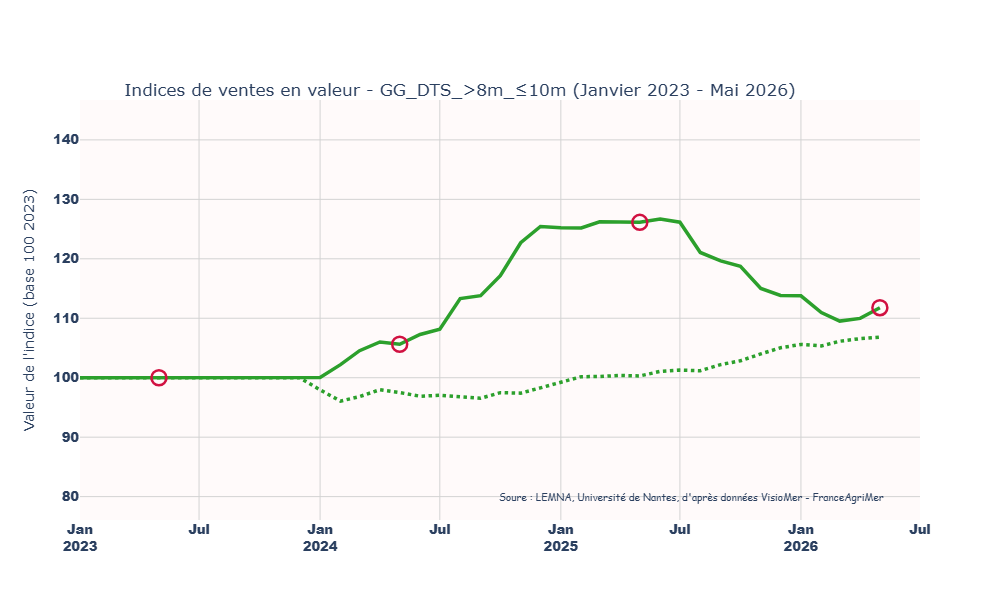 Indices de ventes en valeur - GG_DTS_>8m_≤10m (Janvier 2023 - Mai 2026)
Valeur de l'indice (base 100 2023)
140
130
120
110
100
90
80
Soure : LEMNA, Université de Nantes, d'après données VisioMer - FranceAgriMer
Jan Jul Jan Jul Jan Jul Jan Jul
2023 2024 2025 2026